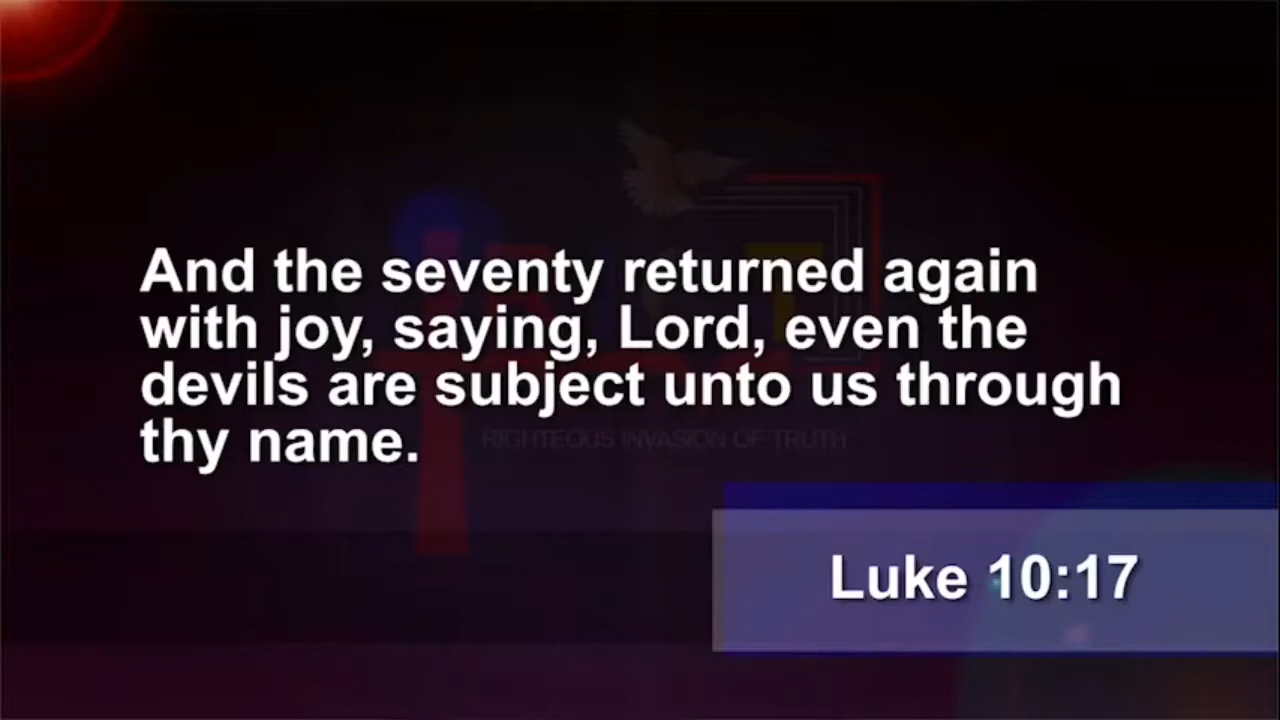 And the seventy returned again
with joy, saying, Lord, even the
devils are subject unto us through
thy name.
RIGHTEOUS INVASION OF TRUTH
Luke 10:17